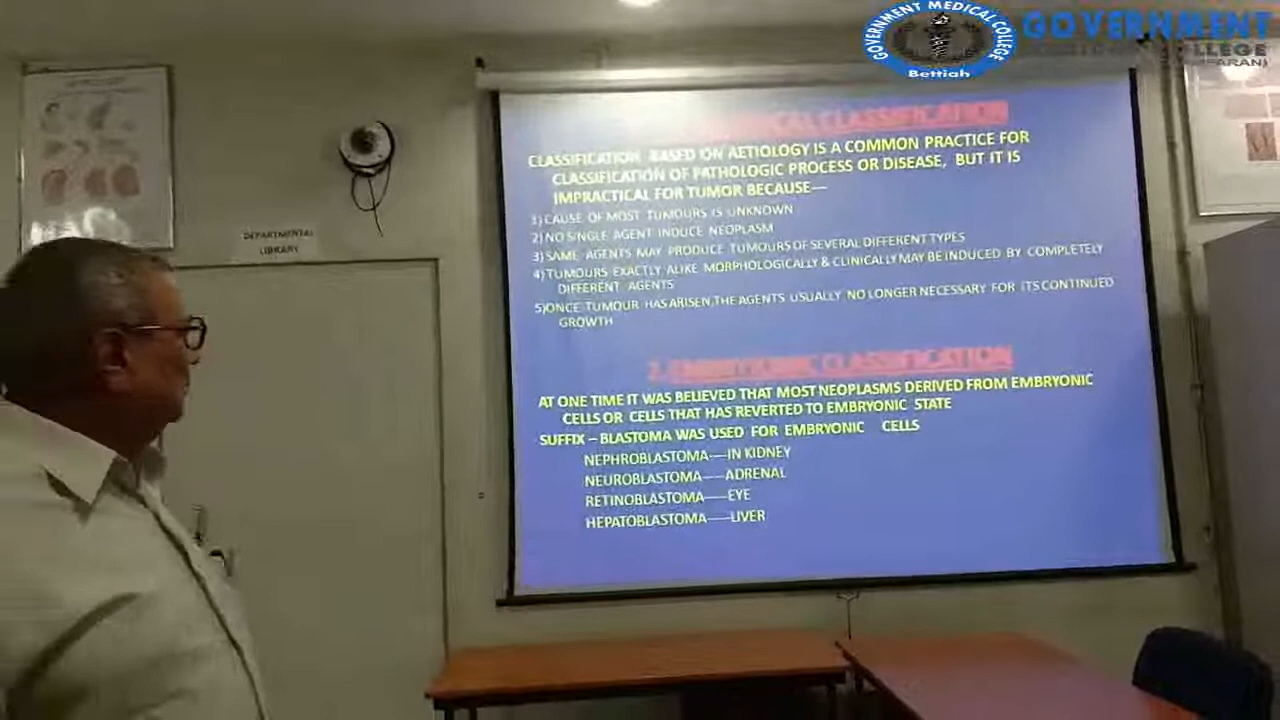 GOVERNMENT MEDICAL COLLEGE
Bettiah
GOVERNMENT
COLLEGE
DEPARTMENTAL
LIBRARY
CLASSIFICATION
CLASSIFICATION BASED ON AETIOLOGY IS A COMMON PRACTICE FOR
CLASSIFICATION OF PATHOLOGIC PROCESS OR DISEASE, BUT IT IS
IMPRACTICAL FOR TUMOR BECAUSE—
1) CAUSE OF MOST TUMOURS IS UNKNOWN
2) NO SINGLE AGENT INDUCE NEOPLASM
3) SAME AGENTS MAY PRODUCE TUMOURS OF SEVERAL DIFFERENT TYPES
4) TUMOURS EXACTLY ALIKE MORPHOLOGICALLY & CLINICALLY MAY BE INDUCED BY COMPLETELY
DIFFERENT AGENTS
5)ONCE TUMOUR HAS ARISEN,THE AGENTS USUALLY NO LONGER NECESSARY FOR ITS CONTINUED
GROWTH
2. EMBRYONIC CLASSIFICATION
AT ONE TIME IT WAS BELIEVED THAT MOST NEOPLASMS DERIVED FROM EMBRYONIC
CELLS OR CELLS THAT HAS REVERTED TO EMBRYONIC STATE
SUFFIX – BLASTOMA WAS USED FOR EMBRYONIC CELLS
NEPHROBLASTOMA----IN KIDNEY
NEUROBLASTOMA-----ADRENAL
RETINOBLASTOMA-----EYE
HEPATOBLASTOMA-----LIVER